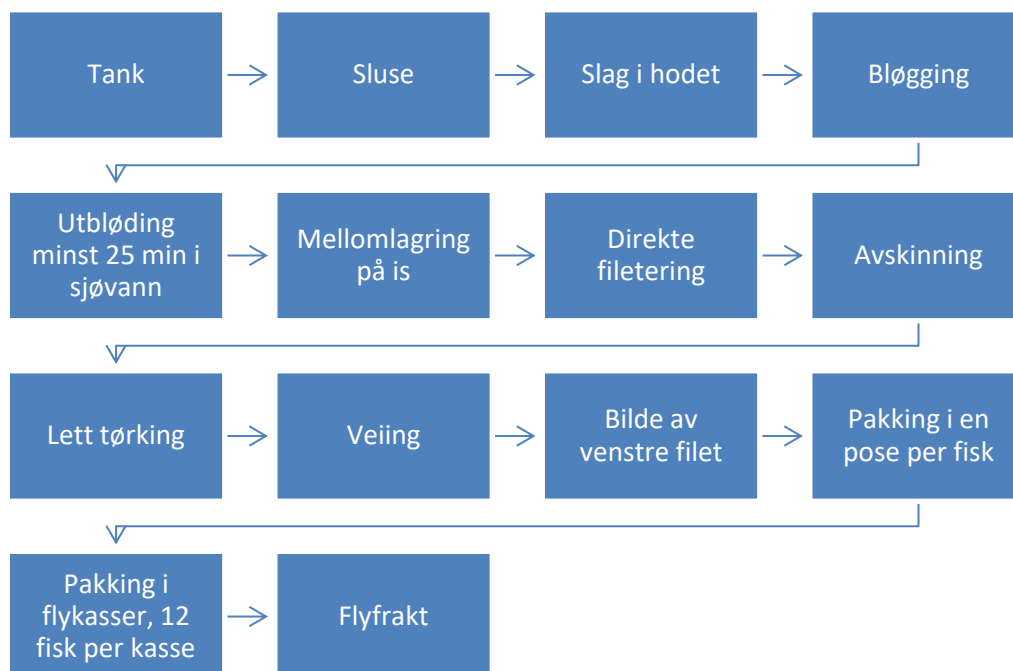 Tank
Sluse
Slag i hodet
Bløgging
Utbløding
minst 25 min i
sjøvann
Mellomlagring
på is
Direkte
filetering
Avskinning
Lett tørking
Veiing
Bilde av
venstre filet
Pakking i en
pose per fisk
Pakking i
flykasser, 12
fisk per kasse
Flyfrakt